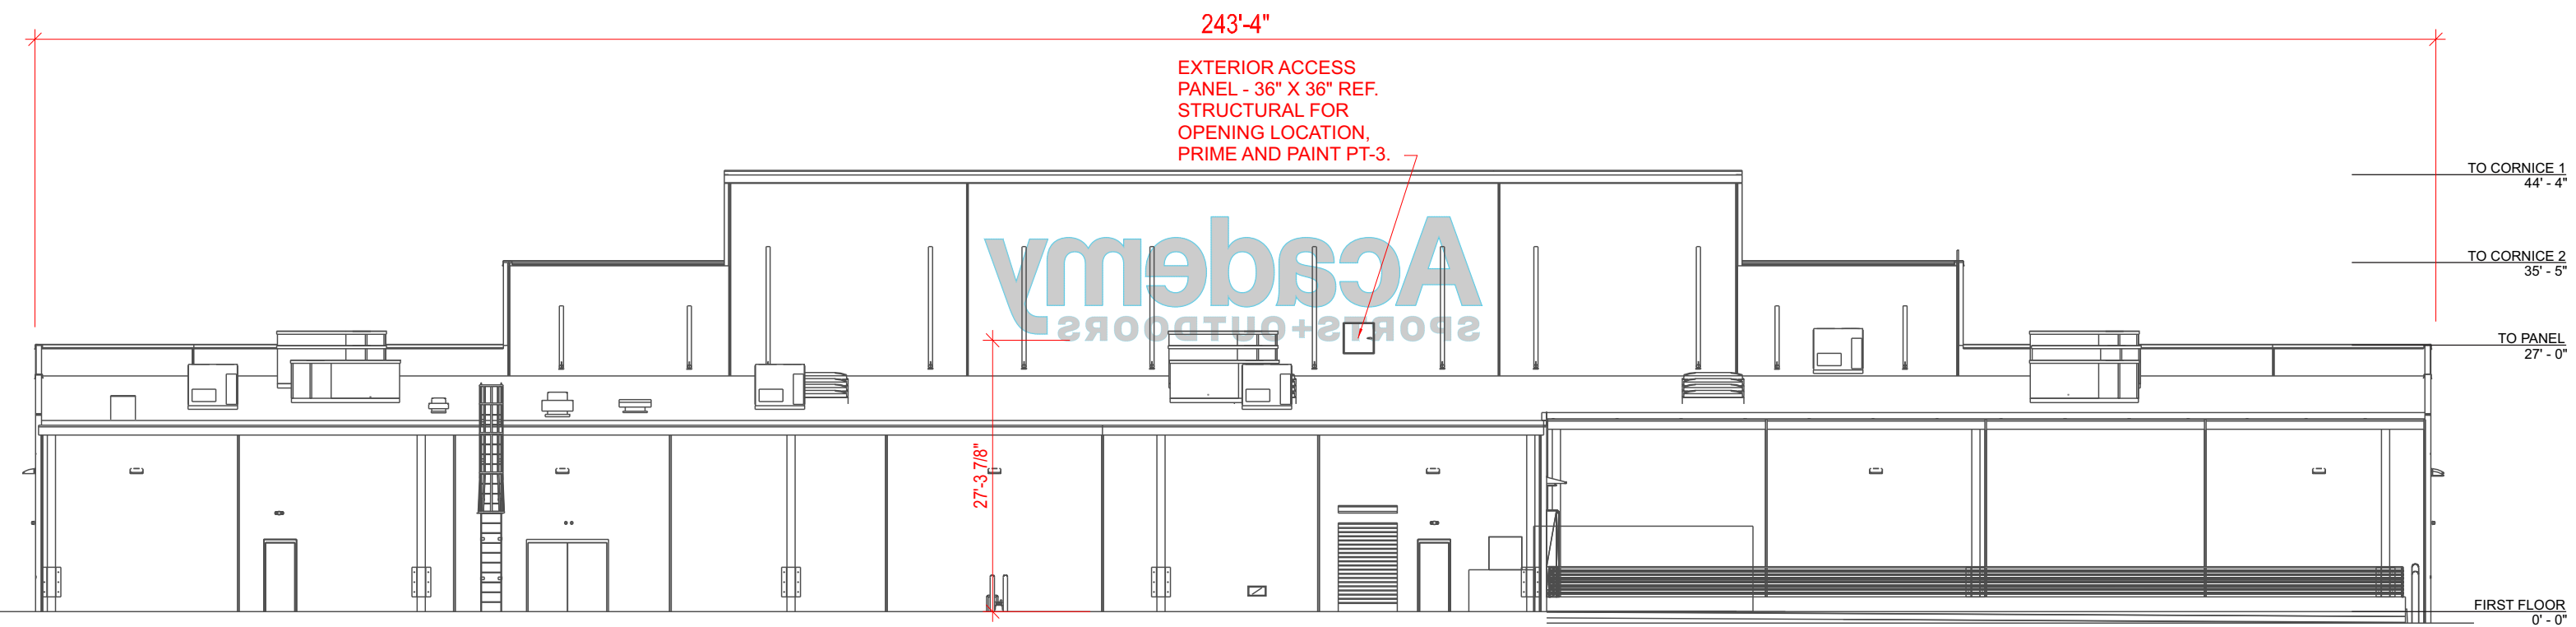 243'-4"
EXTERIOR ACCESS
PANEL - 36" X 36" REF.
STRUCTURAL FOR
OPENING LOCATION,
PRIME AND PAINT PT-3.
TO CORNICE 1
44' - 4"
Academy
SPORTS+OUTDOORS
TO CORNICE 2
35' - 5"
TO PANEL
27' - 0"
27'-3 7/8"
FIRST FLOOR
0' - 0"